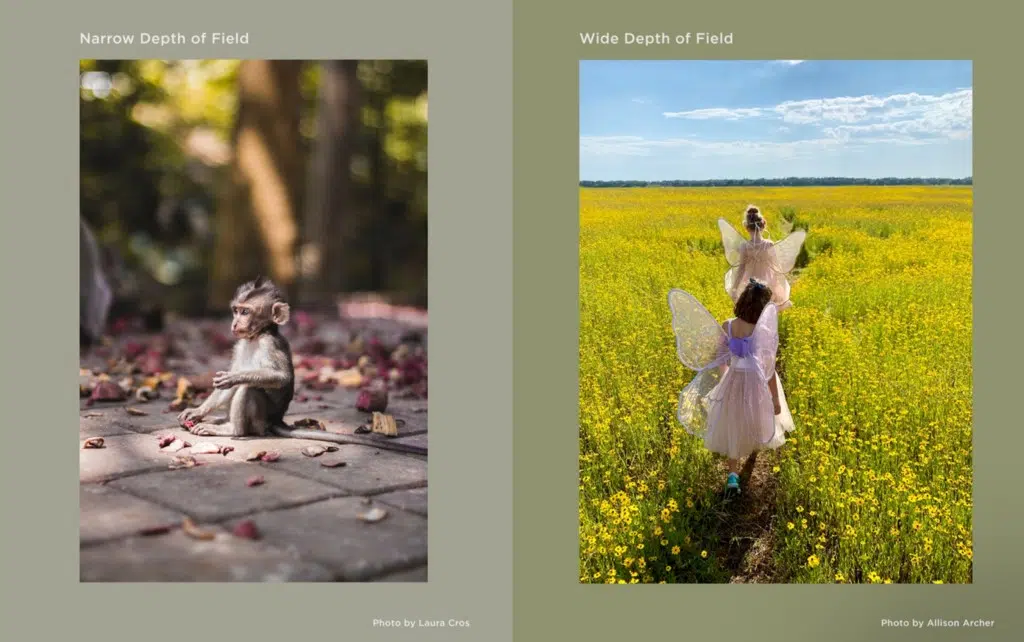 Narrow Depth of Field
Wide Depth of Field
Photo by Laura Cros
Photo by Allison Archer